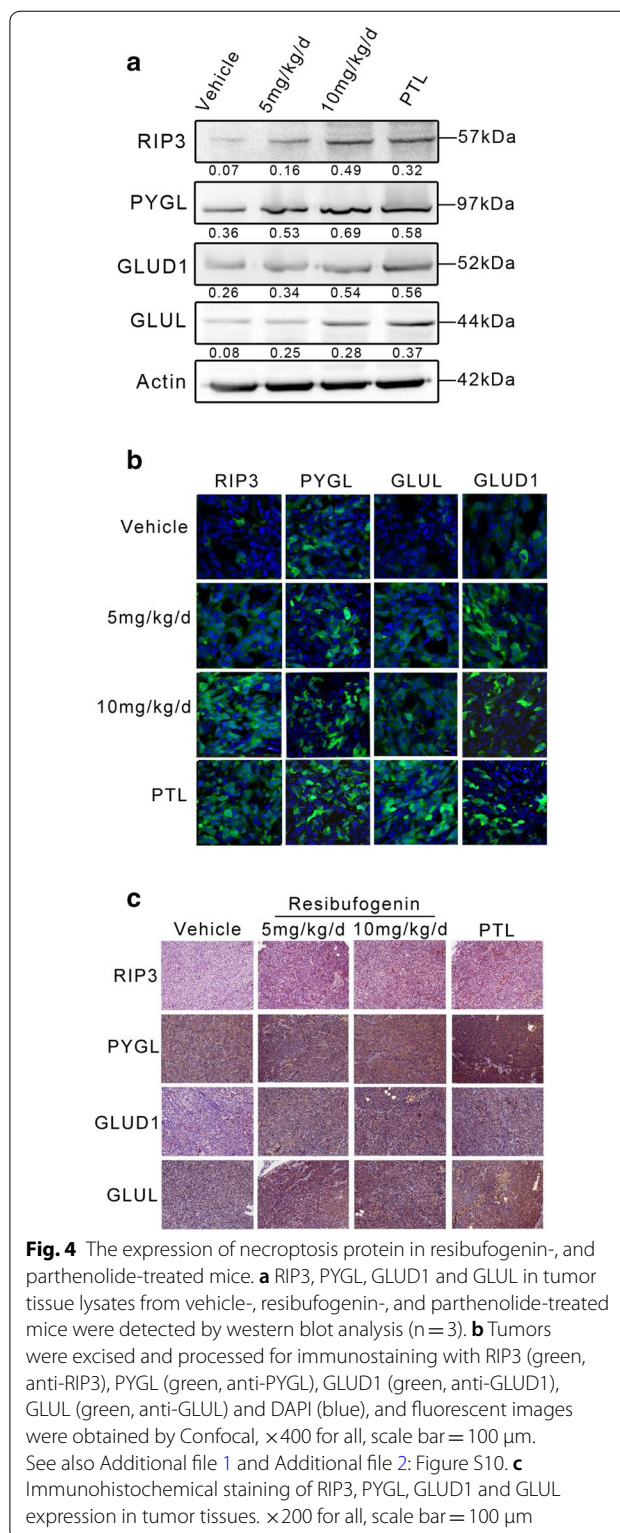 a
Vehicle 5mg/kg/d 10mg/kg/d PTL
RIP3 57kDa
0.07 0.16 0.49 0.32
PYGL 97kDa
0.36 0.53 0.69 0.58
GLUD1 52kDa
0.26 0.34 0.54 0.56
GLUL 44kDa
0.08 0.25 0.28 0.37
Actin 42kDa
b
RIP3 PYGL GLUL GLUD1
Vehicle
5mg/kg/d
10mg/kg/d
PTL
c
Resibufogenin
Vehicle 5mg/kg/d 10mg/kg/d PTL
RIP3
PYGL
GLUD1
GLUL
Fig. 4 The expression of necroptosis protein in resibufogenin-, and
parthenolide-treated mice. a RIP3, PYGL, GLUD1 and GLUL in tumor
tissue lysates from vehicle-, resibufogenin-, and parthenolide-treated
mice were detected by western blot analysis (n = 3). b Tumors
were excised and processed for immunostaining with RIP3 (green,
anti-RIP3), PYGL (green, anti-PYGL), GLUD1 (green, anti-GLUD1),
GLUL (green, anti-GLUL) and DAPI (blue), and fluorescent images
were obtained by Confocal, ×400 for all, scale bar = 100 μm.
See also Additional file 1 and Additional file 2: Figure S10. c
Immunohistochemical staining of RIP3, PYGL, GLUD1 and GLUL
expression in tumor tissues. ×200 for all, scale bar = 100 μm